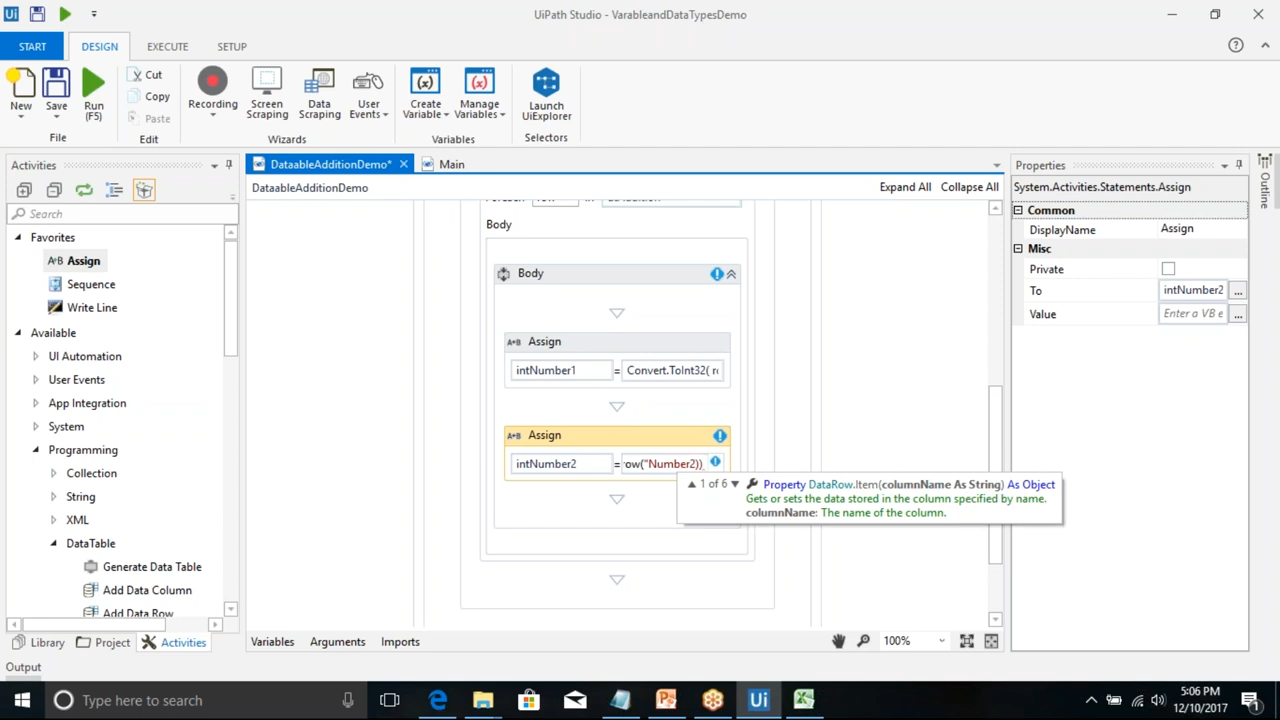 Ui
UiPath Studio - VarableandDataTypesDemo
START DESIGN EXECUTE SETUP
New Save Run (F5)
File
Cut
Copy
Paste
Edit
Recording Screen Scraping Data Scraping User Events
Wizards
Create Variable Manage Variables
Variables
Launch UiExplorer
Selectors
Activities
Search
Favorites
A*B Assign
Sequence
Write Line
Available
UI Automation
User Events
App Integration
System
Programming
Collection
String
XML
DataTable
Generate Data Table
Add Data Column
Add Data Row
Library Project Activities
Output
DataableAdditionDemo* Main
DataableAdditionDemo Expand All Collapse All
Body
Body
A*B Assign
intNumber1 = Convert.ToInt32( ro
A*B Assign
intNumber2 = row("Number2))
1 of 6 Property DataRow.Item(columnName As String) As Object
Gets or sets the data stored in the column specified by name.
columnName: The name of the column.
Variables Arguments Imports 100%
Properties
System.Activities.Statements.Assign
Common
DisplayName Assign
Misc
Private
To intNumber2 ...
Value Enter a VB e ...
Outline
Type here to search
Ui
5:06 PM
12/10/2017
1